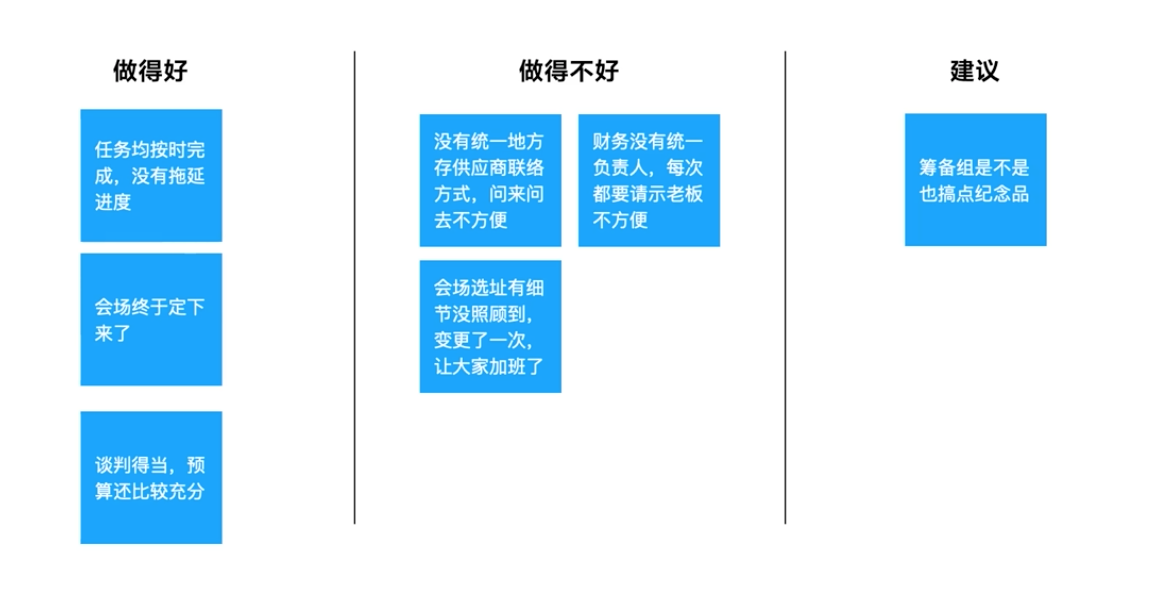 做得好
任务均按时完
成，没有拖延
进度
会场终于定下
来了
谈判得当，预
算还比较充分
做得不好
没有统一地方
存供应商联络
方式，问来问
去不方便
财务没有统一
负责人，每次
都要请示老板
不方便
会场选址有细
节没照顾到，
变更了一次，
让大家加班了
建议
筹备组是不是
也搞点纪念品